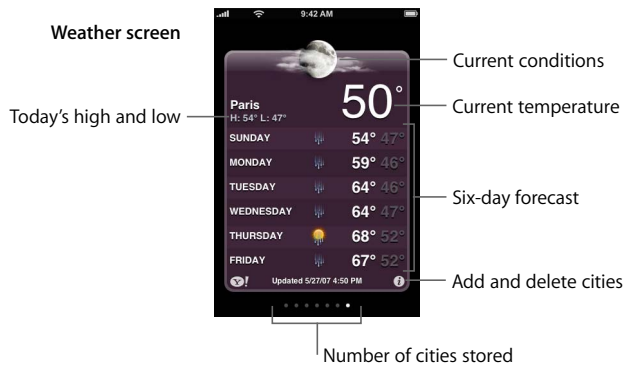 9:42 AM
Weather screen
Current conditions
50°
Current temperature
Paris
Today’s high and low
H: 54° L: 47°
SUNDAY 54° 47°
MONDAY 59° 46°
TUESDAY 64° 46°
WEDNESDAY 64° 47°
Six-day forecast
THURSDAY 68° 52°
FRIDAY 67° 52°
Y! Updated 5/27/07 4:50 PM i
Add and delete cities
Number of cities stored